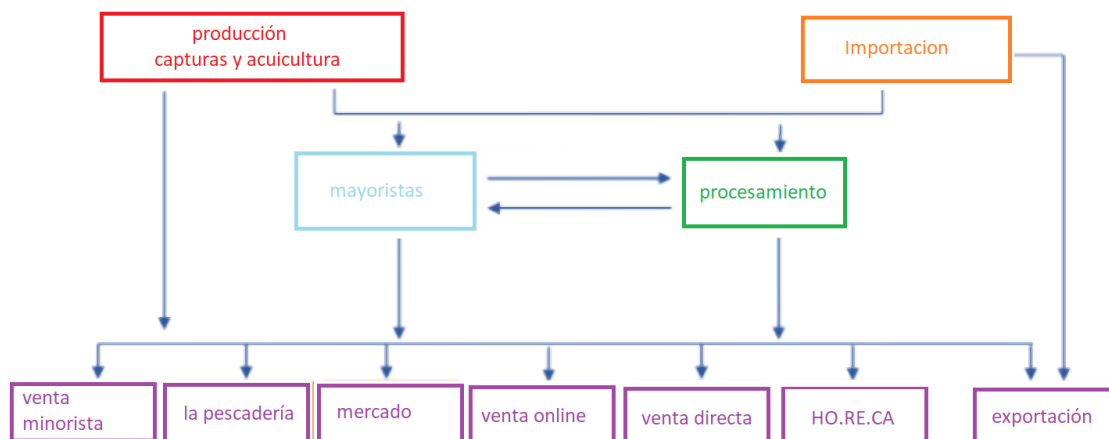 producción
capturas y acuicultura
Importacion
mayoristas
procesamiento
venta
minorista
la pescadería
mercado
venta online
venta directa
HO.RE.CA
exportación